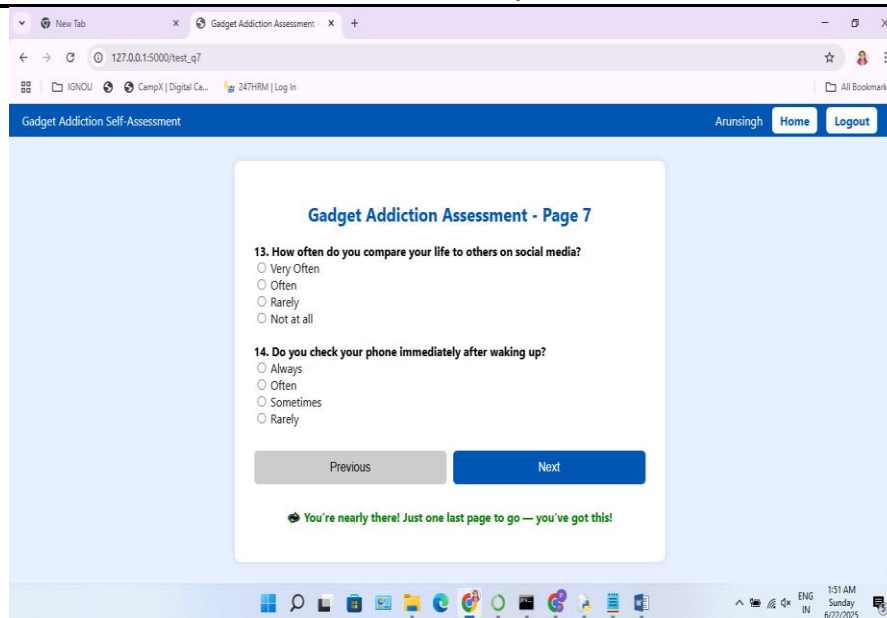 New Tab
Gadget Addiction Assessment
127.0.0.1:5000/test_q7
IGNOU
CampX | Digital Ca...
247HRM | Log In
All Bookmark
Gadget Addiction Self-Assessment
Arunsingh
Home
Logout
Gadget Addiction Assessment - Page 7
13. How often do you compare your life to others on social media?
Very Often
Often
Rarely
Not at all
14. Do you check your phone immediately after waking up?
Always
Often
Sometimes
Rarely
Previous
Next
You're nearly there! Just one last page to go — you've got this!
ENG
IN
1:51 AM
Sunday
6/22/2025